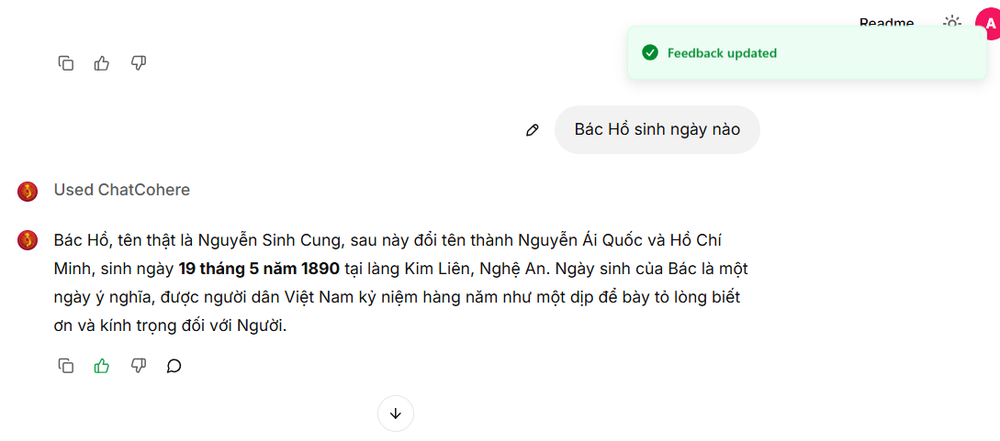 Readme
A
Feedback updated
Bác Hồ sinh ngày nào
Used ChatCohere
Bác Hồ, tên thật là Nguyễn Sinh Cung, sau này đổi tên thành Nguyễn Ái Quốc và Hồ Chí
Minh, sinh ngày 19 tháng 5 năm 1890 tại làng Kim Liên, Nghệ An. Ngày sinh của Bác là một
ngày ý nghĩa, được người dân Việt Nam kỷ niệm hàng năm như một dịp để bày tỏ lòng biết
ơn và kính trọng đối với Người.